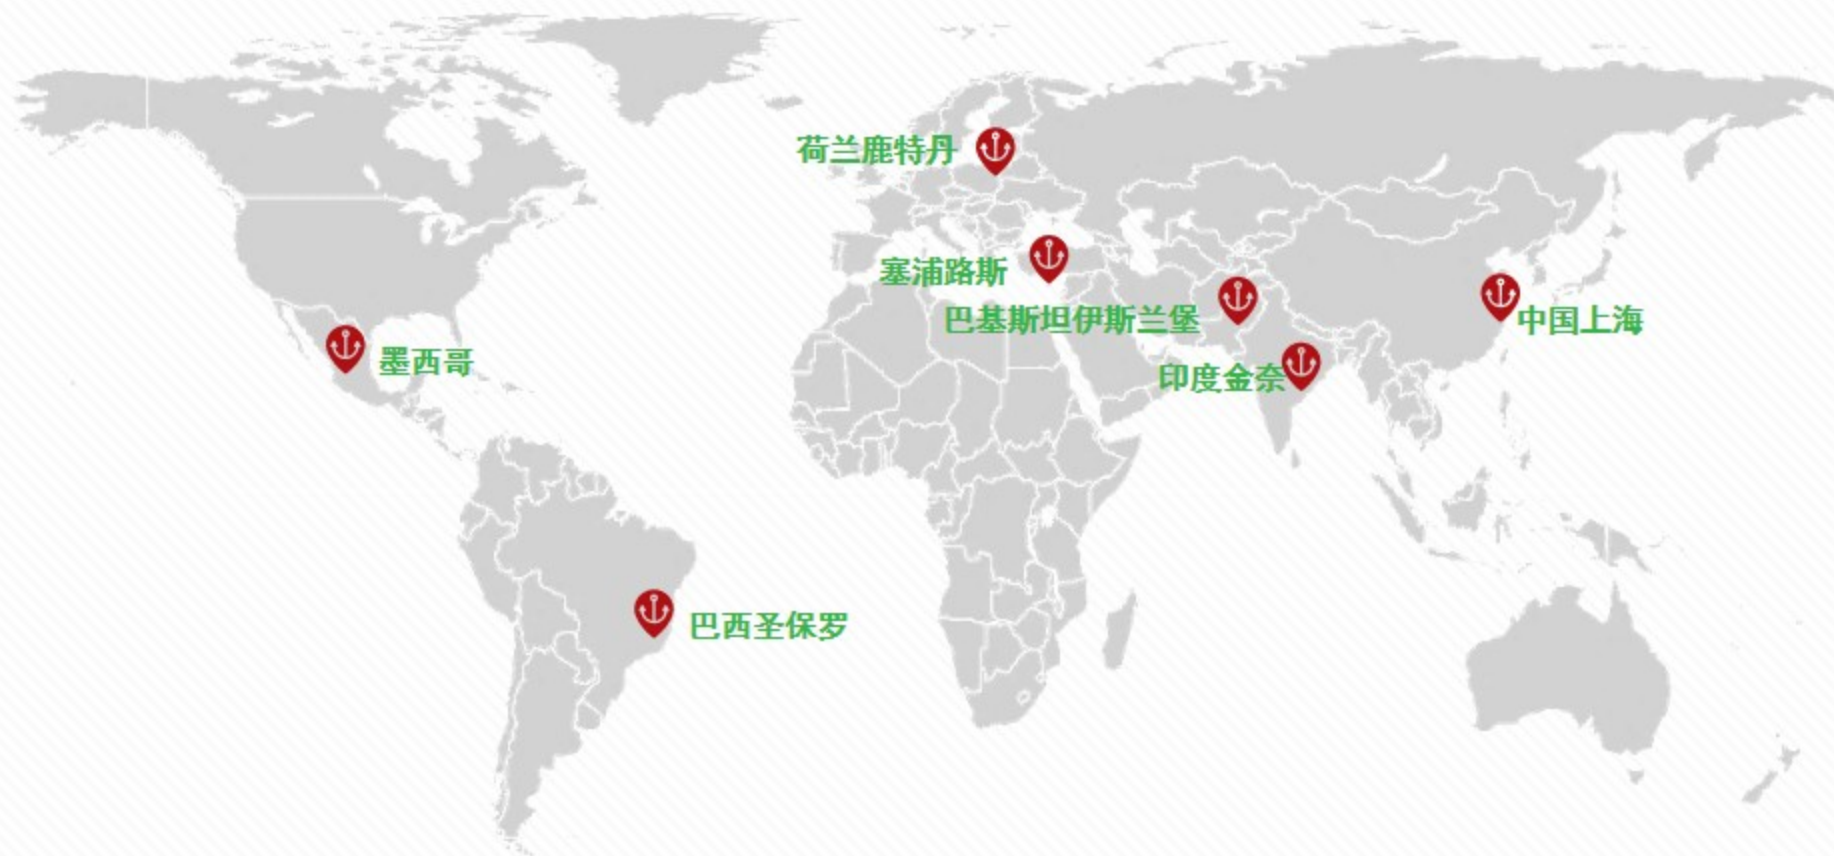 荷兰鹿特丹
塞浦路斯
巴基斯坦伊斯兰堡
中国上海
墨西哥
印度金奈
巴西圣保罗